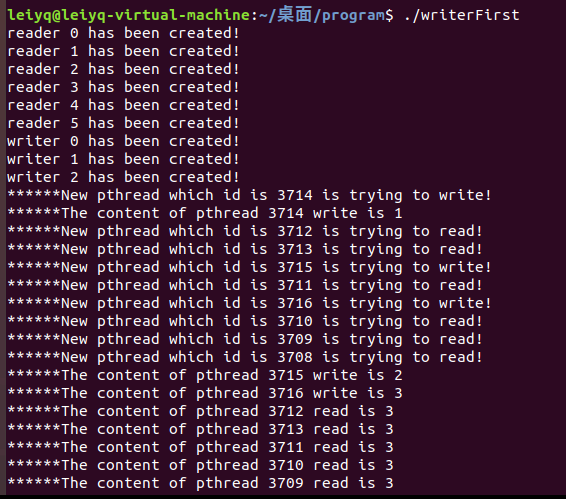 leiyq@leiyq-virtual-machine:~/桌面/program$ ./writerFirst
reader 0 has been created!
reader 1 has been created!
reader 2 has been created!
reader 3 has been created!
reader 4 has been created!
reader 5 has been created!
writer 0 has been created!
writer 1 has been created!
writer 2 has been created!
******New pthread which id is 3714 is trying to write!
******The content of pthread 3714 write is 1
******New pthread which id is 3712 is trying to read!
******New pthread which id is 3713 is trying to read!
******New pthread which id is 3715 is trying to write!
******New pthread which id is 3711 is trying to read!
******New pthread which id is 3716 is trying to write!
******New pthread which id is 3710 is trying to read!
******New pthread which id is 3709 is trying to read!
******New pthread which id is 3708 is trying to read!
******The content of pthread 3715 write is 2
******The content of pthread 3716 write is 3
******The content of pthread 3712 read is 3
******The content of pthread 3713 read is 3
******The content of pthread 3711 read is 3
******The content of pthread 3710 read is 3
******The content of pthread 3709 read is 3